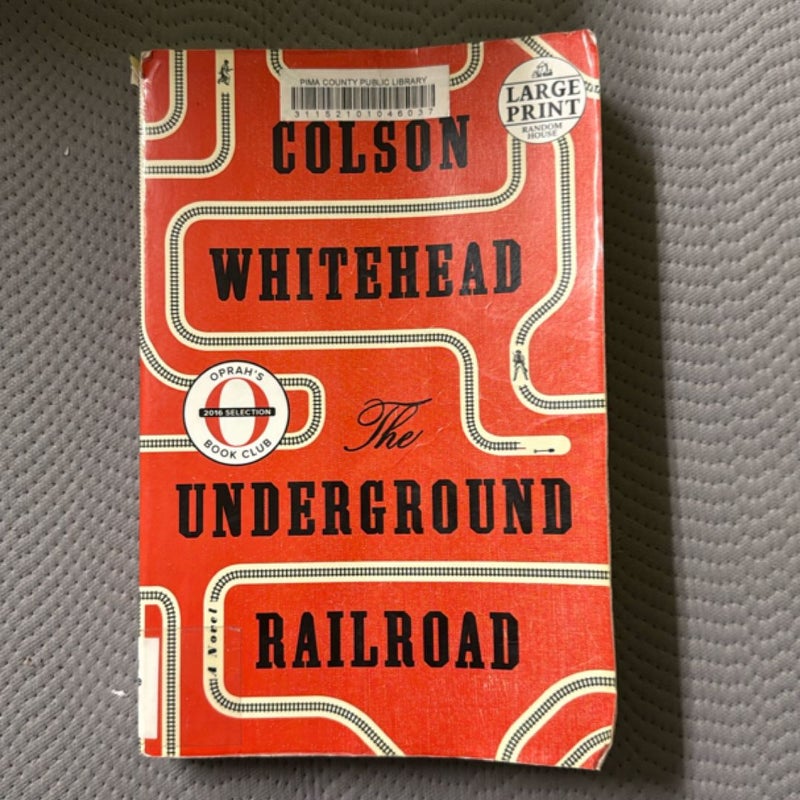 PIMA COUNTY PUBLIC LIBRARY
31152101046037
LARGE
PRINT
RANDOM
HOUSE
COLSON
WHITEHEAD
OPRAH'S
O
2016 SELECTION
BOOK CLUB
The
UNDERGROUND
RAILROAD
A Novel